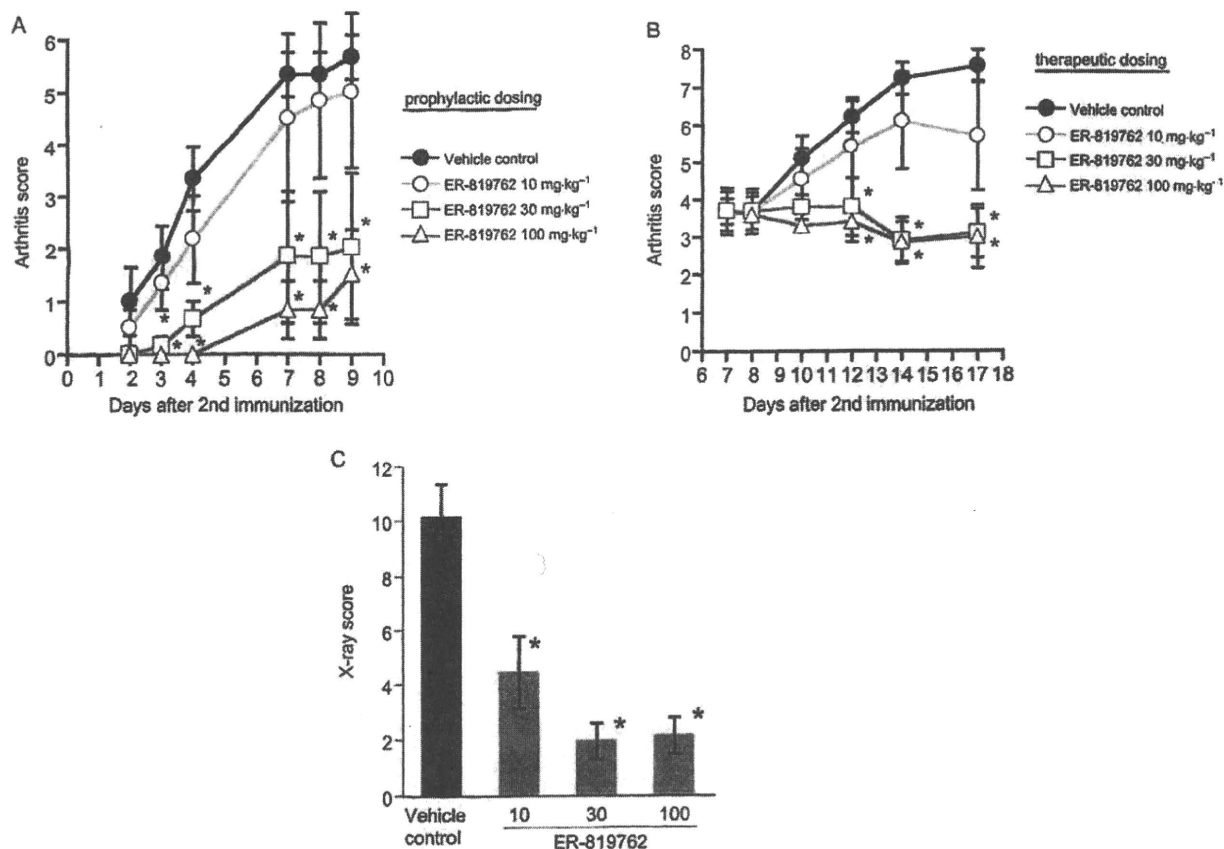 A
6
5
4
3
2
1
0
Arthritis score
0 1 2 3 4 5 6 7 8 9 10
Days after 2nd immunization
prophylactic dosing
Vehicle control
ER-819762 10 mg·kg⁻¹
ER-819762 30 mg·kg⁻¹
ER-819762 100 mg·kg⁻¹
* * * * * * * * * *
B
8
7
6
5
4
3
2
1
0
Arthritis score
6 7 8 9 10 11 12 13 14 15 16 17 18
Days after 2nd immunization
therapeutic dosing
Vehicle control
ER-819762 10 mg·kg⁻¹
ER-819762 30 mg·kg⁻¹
ER-819762 100 mg·kg⁻¹
* * * * * *
C
12
10
8
6
4
2
0
X-ray score
* * *
Vehicle
control
10 30 100
ER-819762